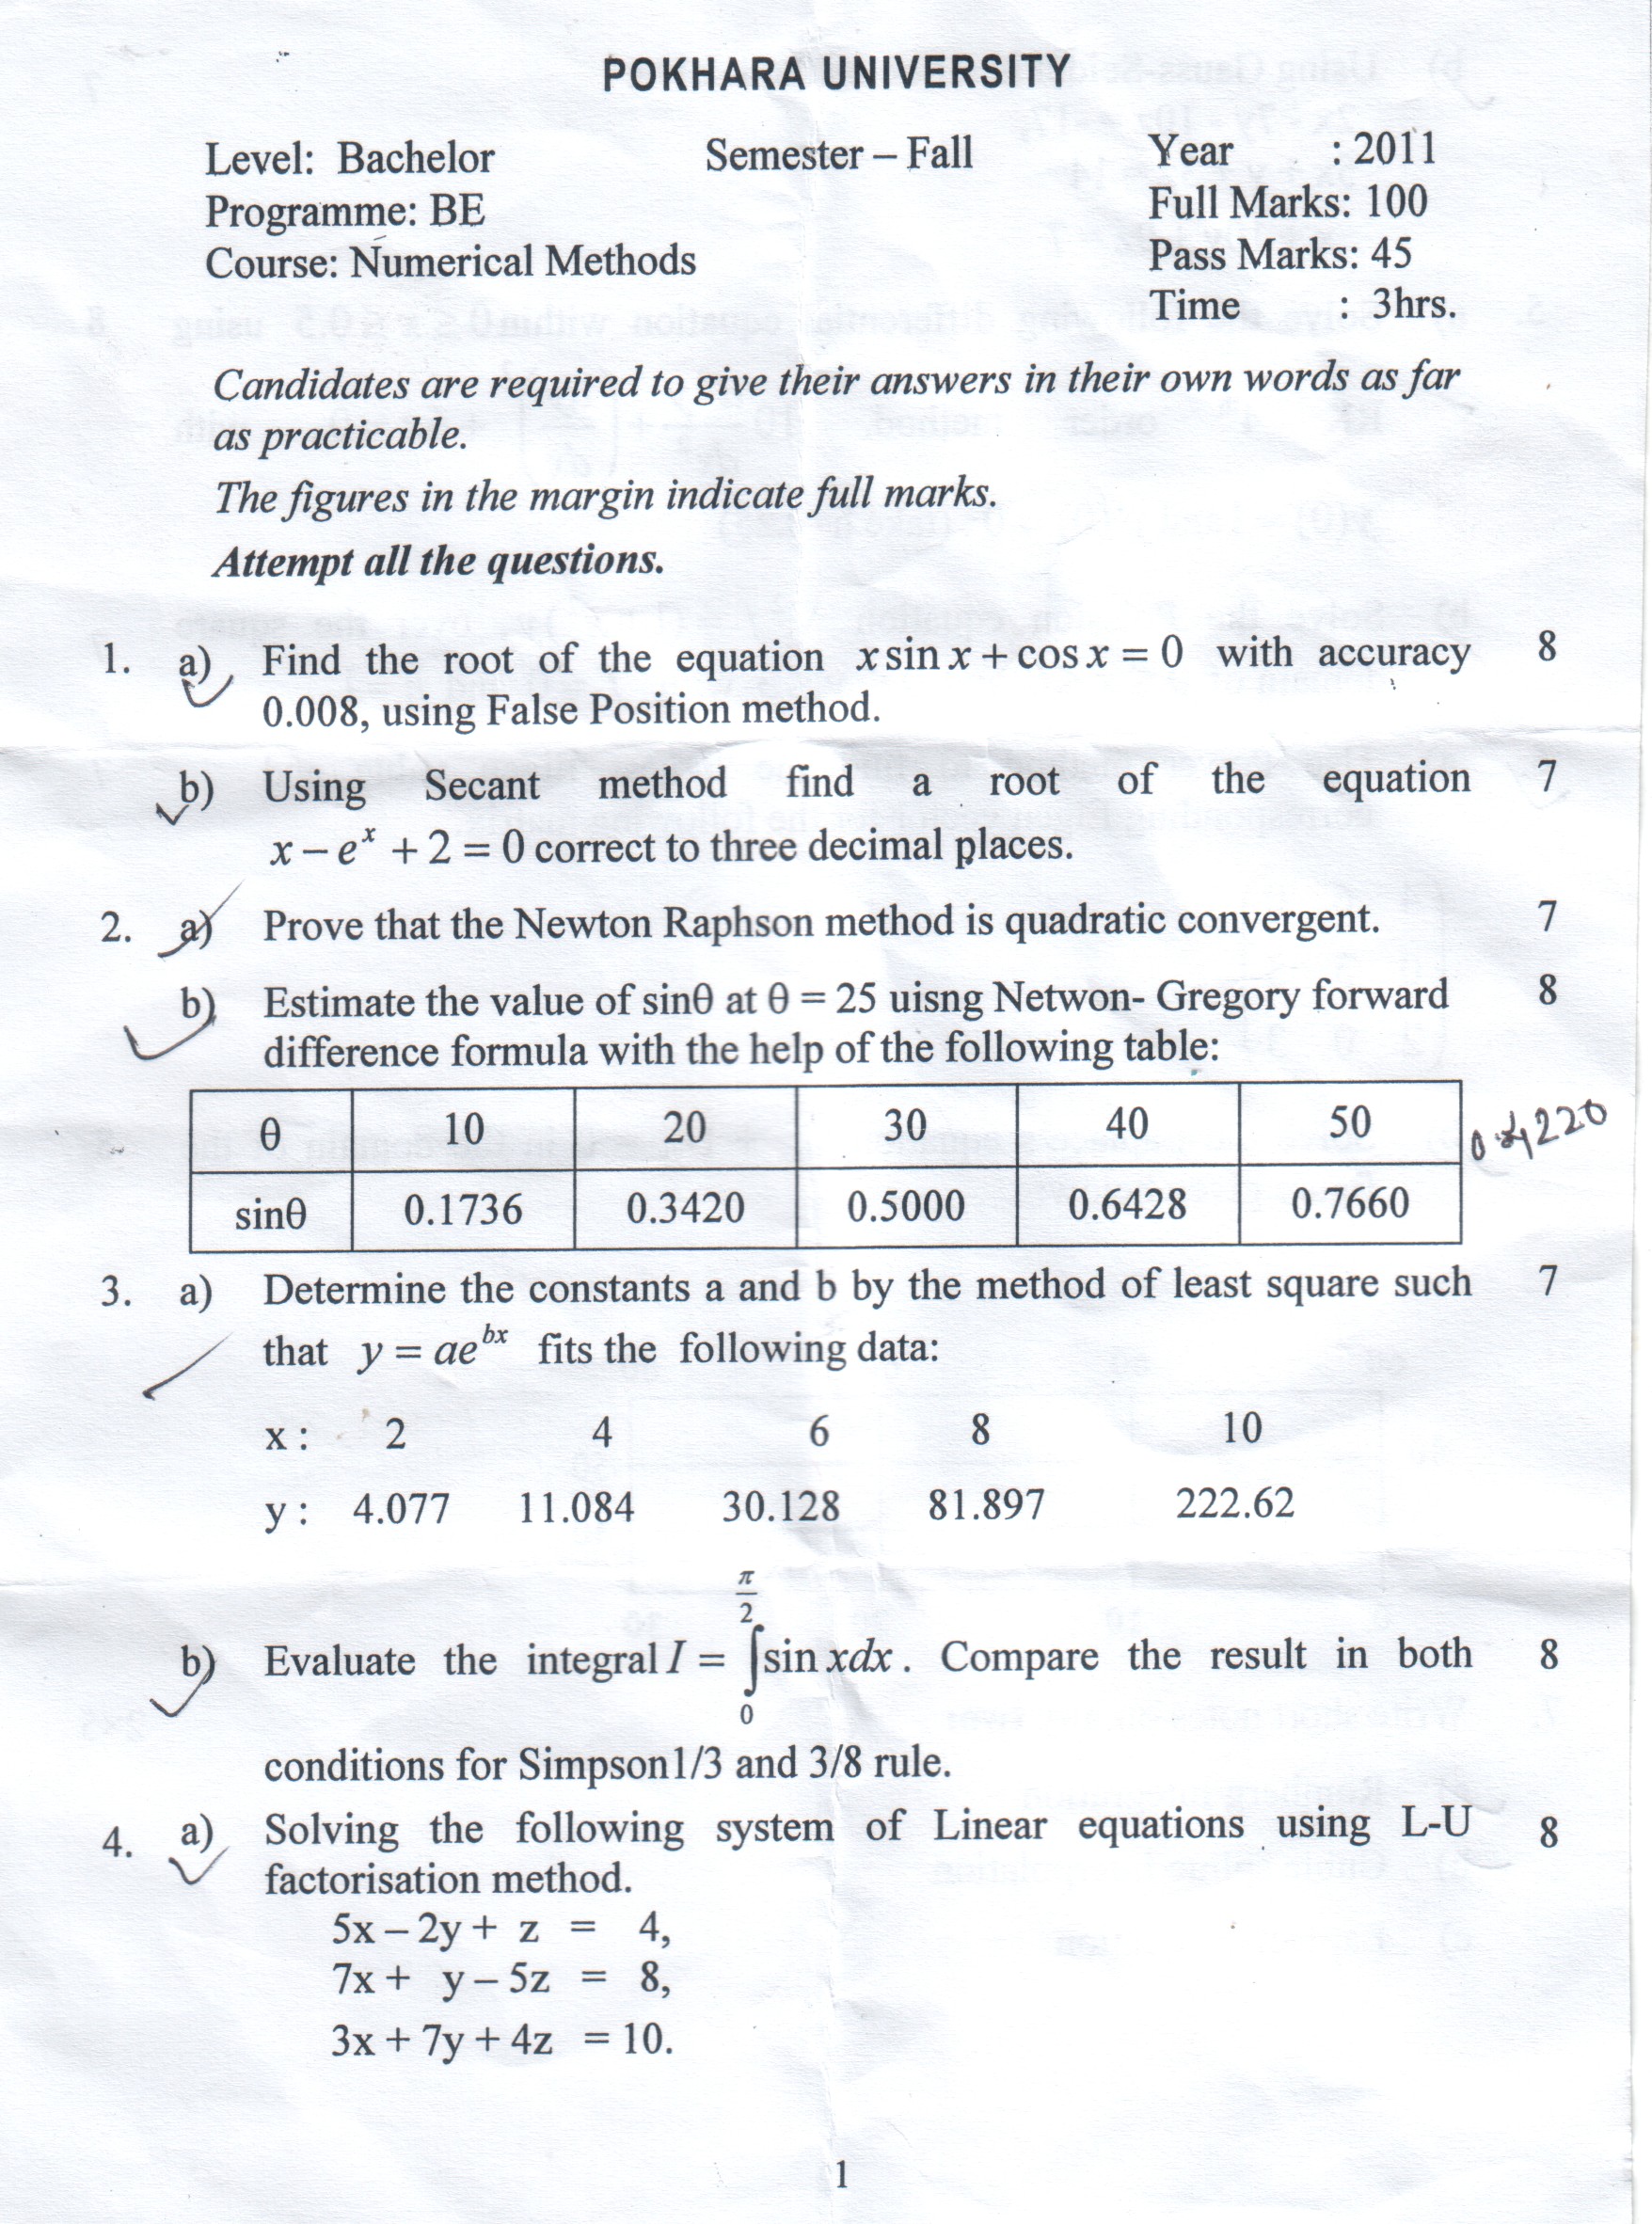 POKHARA UNIVERSITY
Level: Bachelor Semester – Fall Year : 2011
Programme: BE Full Marks: 100
Course: Numerical Methods Pass Marks: 45
Time : 3hrs.
Candidates are required to give their answers in their own words as far
as practicable.
The figures in the margin indicate full marks.
Attempt all the questions.
1. a) Find the root of the equation x sin x + cos x = 0 with accuracy 8
0.008, using False Position method.
b) Using Secant method find a root of the equation 7
x – eˣ + 2 = 0 correct to three decimal places.
2. a) Prove that the Newton Raphson method is quadratic convergent. 7
b) Estimate the value of sinθ at θ = 25 uisng Netwon- Gregory forward 8
difference formula with the help of the following table:
θ 10 20 30 40 50
sinθ 0.1736 0.3420 0.5000 0.6428 0.7660
3. a) Determine the constants a and b by the method of least square such 7
that y = ae^{bx} fits the following data:
x : 2 4 6 8 10
y : 4.077 11.084 30.128 81.897 222.62
b) Evaluate the integral I = ∫₀^{π/2} sin xdx . Compare the result in both 8
conditions for Simpson1/3 and 3/8 rule.
4. a) Solving the following system of Linear equations using L-U 8
factorisation method.
5x – 2y + z = 4,
7x + y – 5z = 8,
3x + 7y + 4z = 10.
1